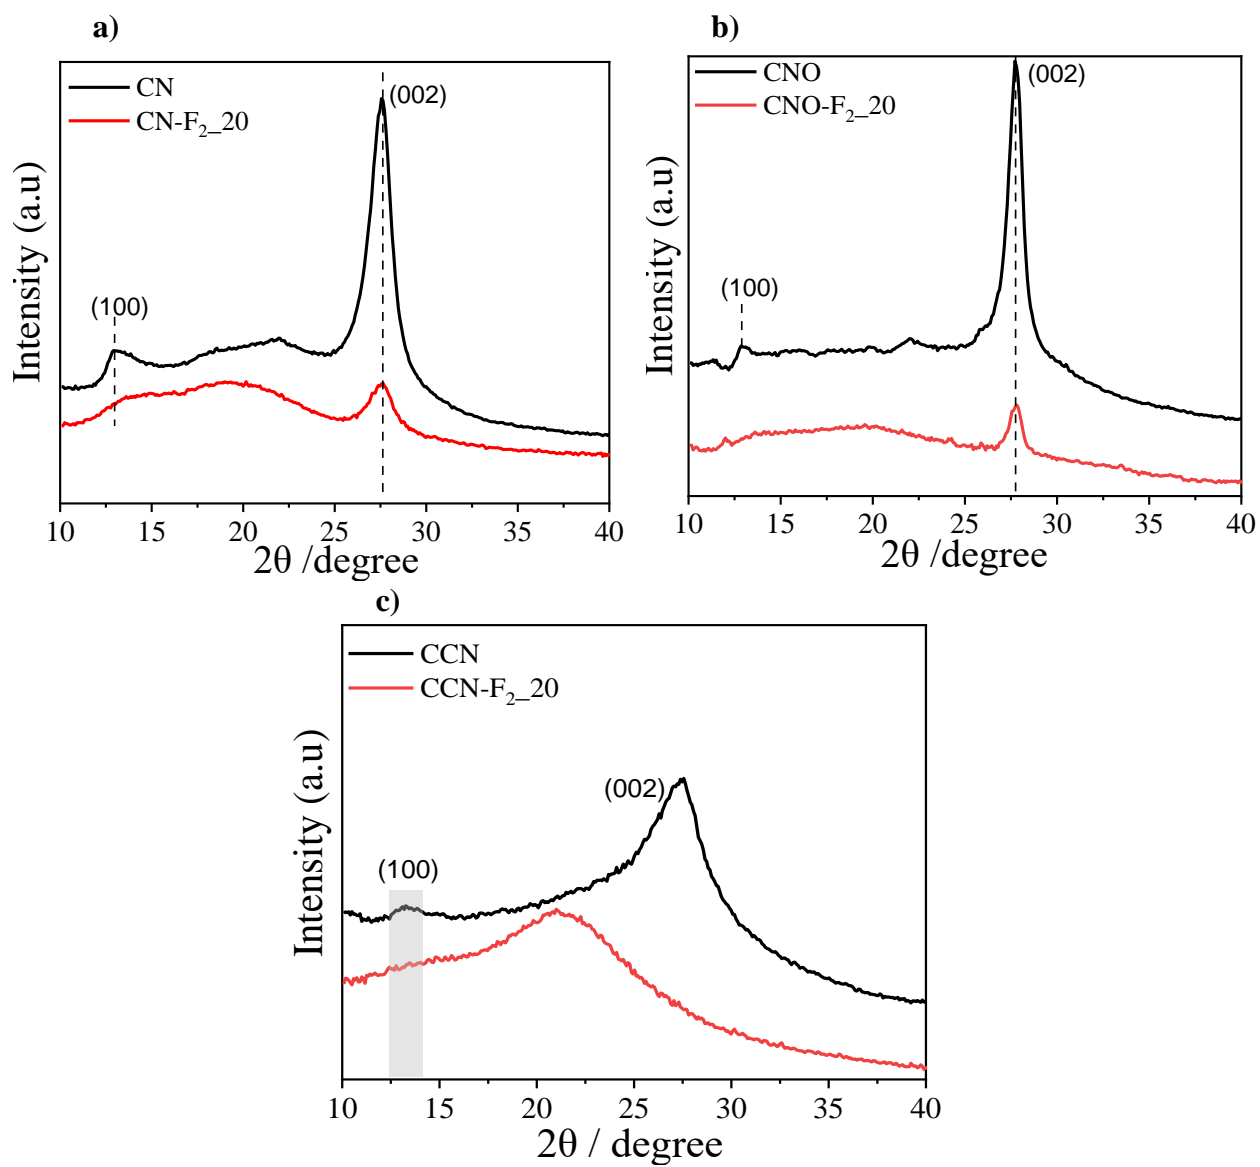 a)
CN
CN-F₂_20
(002)
(100)
Intensity (a.u)
10 15 20 25 30 35 40
2θ /degree
b)
CNO
CNO-F₂_20
(002)
(100)
Intensity (a.u)
10 15 20 25 30 35 40
2θ /degree
c)
CCN
CCN-F₂_20
(002)
(100)
Intensity (a.u)
10 15 20 25 30 35 40
2θ / degree